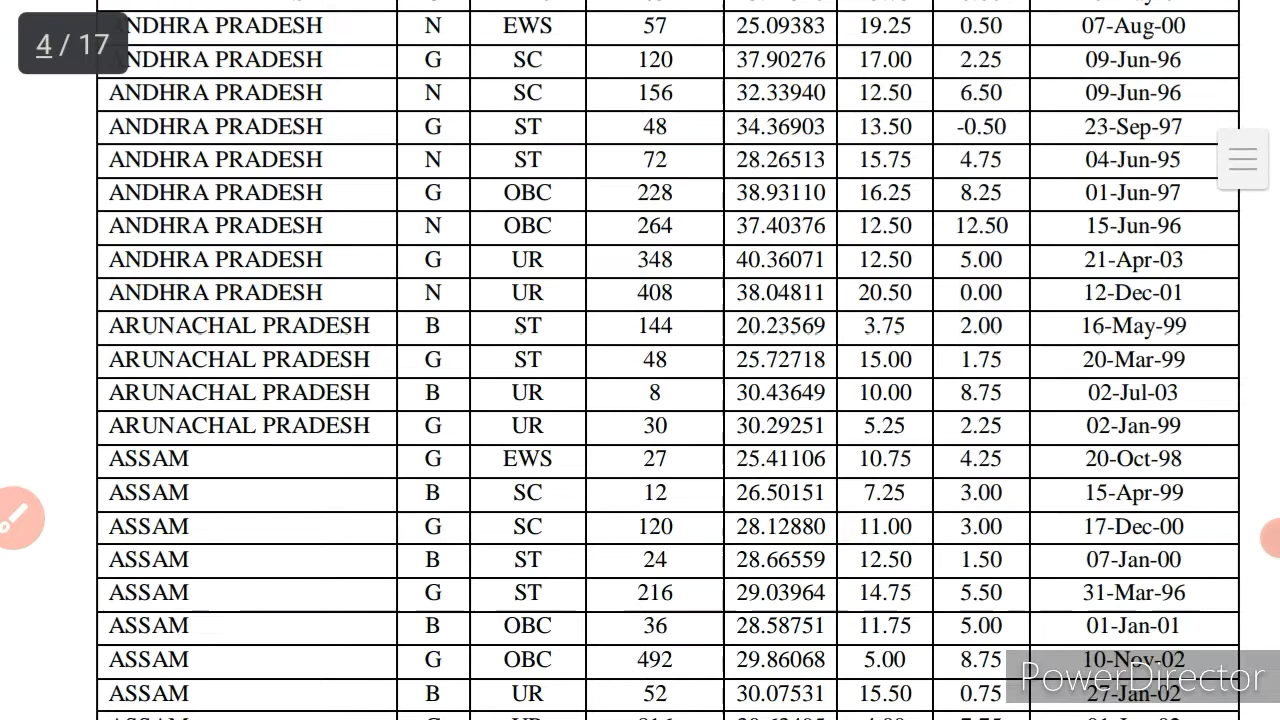 4 / 17
NDHRA PRADESH N EWS 57 25.09383 19.25 0.50 07-Aug-00
NDHRA PRADESH G SC 120 37.90276 17.00 2.25 09-Jun-96
ANDHRA PRADESH N SC 156 32.33940 12.50 6.50 09-Jun-96
ANDHRA PRADESH G ST 48 34.36903 13.50 -0.50 23-Sep-97
ANDHRA PRADESH N ST 72 28.26513 15.75 4.75 04-Jun-95
ANDHRA PRADESH G OBC 228 38.93110 16.25 8.25 01-Jun-97
ANDHRA PRADESH N OBC 264 37.40376 12.50 12.50 15-Jun-96
ANDHRA PRADESH G UR 348 40.36071 12.50 5.00 21-Apr-03
ANDHRA PRADESH N UR 408 38.04811 20.50 0.00 12-Dec-01
ARUNACHAL PRADESH B ST 144 20.23569 3.75 2.00 16-May-99
ARUNACHAL PRADESH G ST 48 25.72718 15.00 1.75 20-Mar-99
ARUNACHAL PRADESH B UR 8 30.43649 10.00 8.75 02-Jul-03
ARUNACHAL PRADESH G UR 30 30.29251 5.25 2.25 02-Jan-99
ASSAM G EWS 27 25.41106 10.75 4.25 20-Oct-98
ASSAM B SC 12 26.50151 7.25 3.00 15-Apr-99
ASSAM G SC 120 28.12880 11.00 3.00 17-Dec-00
ASSAM B ST 24 28.66559 12.50 1.50 07-Jan-00
ASSAM G ST 216 29.03964 14.75 5.50 31-Mar-96
ASSAM B OBC 36 28.58751 11.75 5.00 01-Jan-01
ASSAM G OBC 492 29.86068 5.00 8.75 10-Nov-02
ASSAM B UR 52 30.07531 15.50 0.75 27-Jan-02
PowerDirector